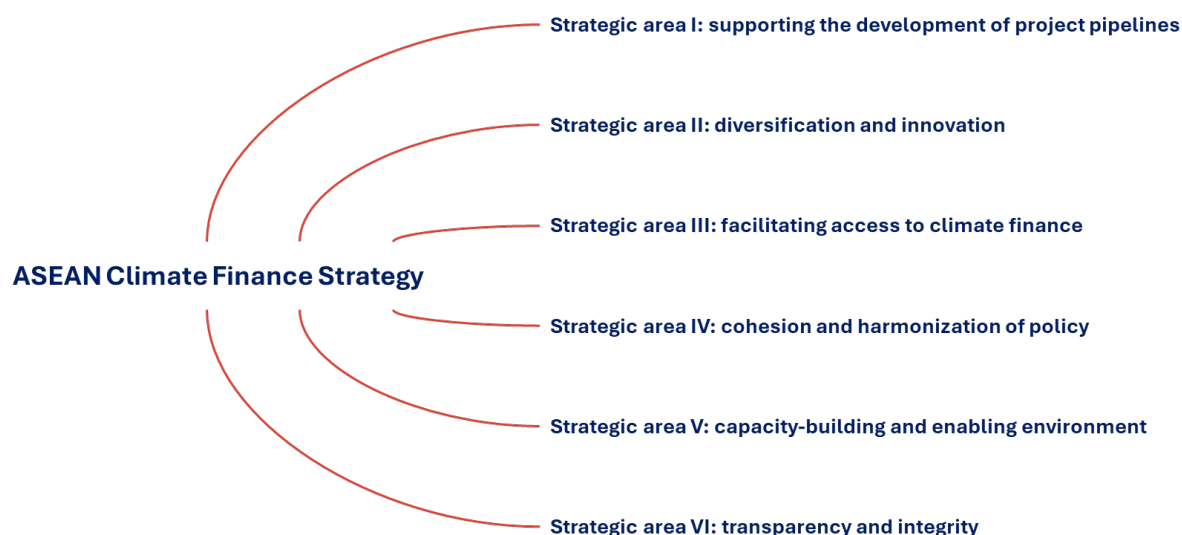 Strategic area I: supporting the development of project pipelines
Strategic area II: diversification and innovation
Strategic area III: facilitating access to climate finance
ASEAN Climate Finance Strategy
Strategic area IV: cohesion and harmonization of policy
Strategic area V: capacity-building and enabling environment
Strategic area VI: transparency and integrity